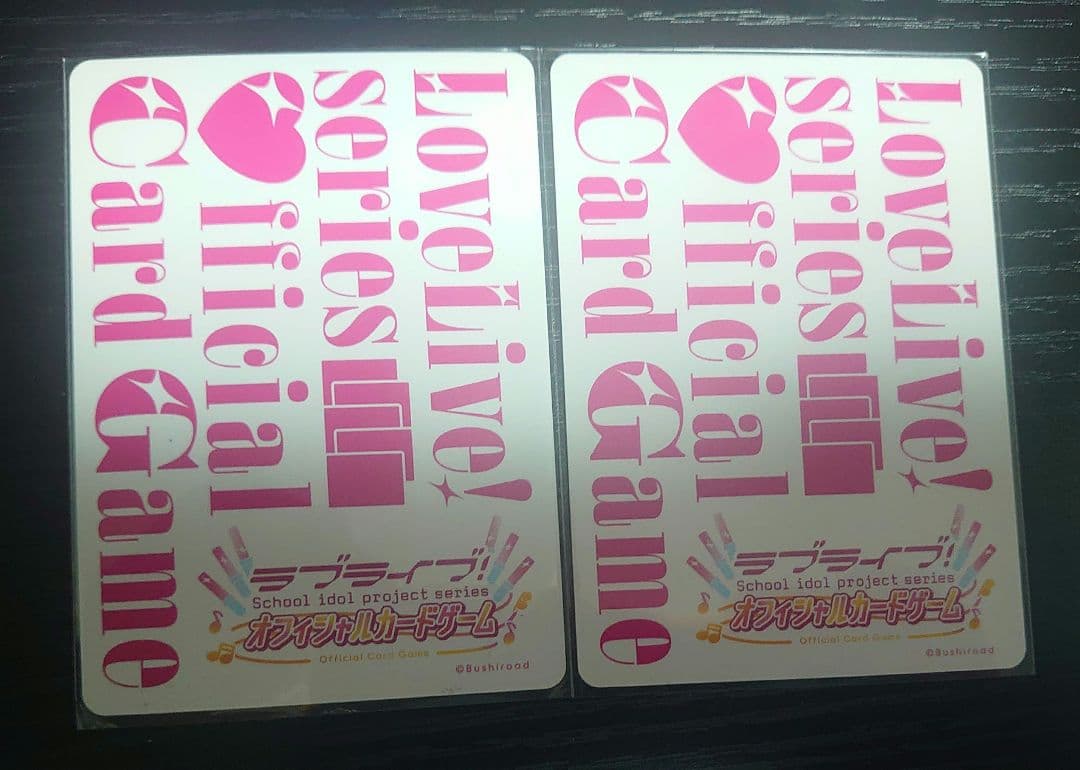 LoveLive!
series
fficial
Card Game
ラブライブ!
School idol project series
オフィシャルカードゲーム
Official Card Game
©Bushiroad
LoveLive!
series
fficial
Card Game
ラブライブ!
School idol project series
オフィシャルカードゲーム
Official Card Game
©Bushiroad